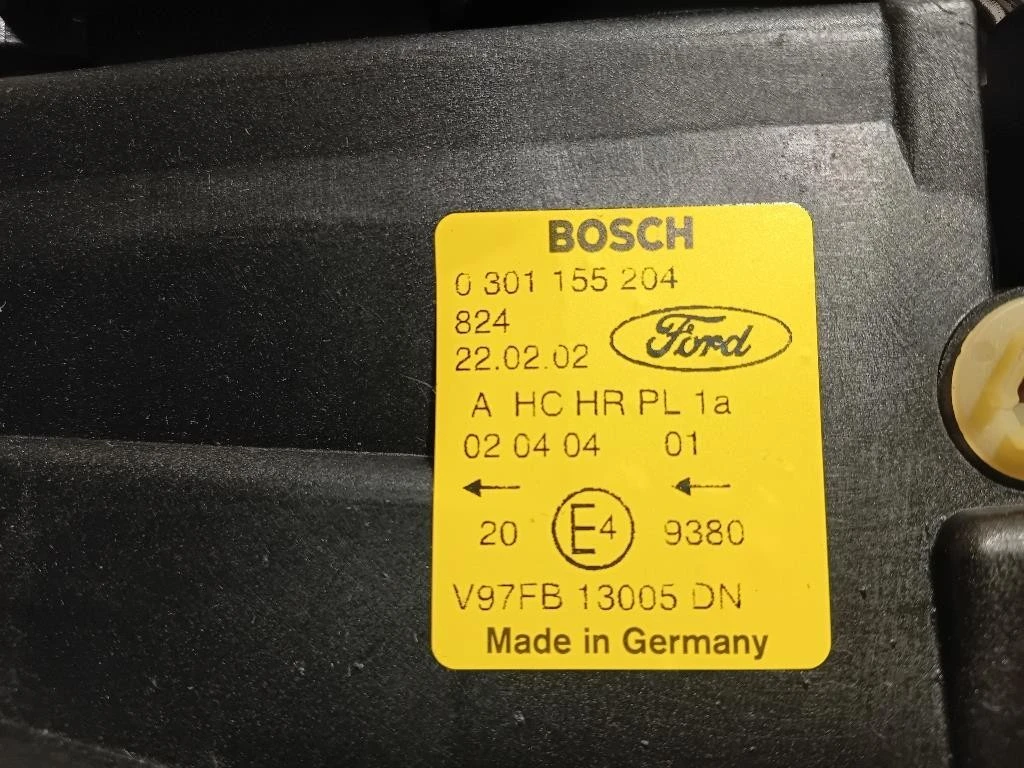 BOSCH
0 301 155 204
824
Ford
22.02.02
A HC HR PL 1a
02 04 04 01
← ←
20 E4 9380
V97FB 13005 DN
Made in Germany